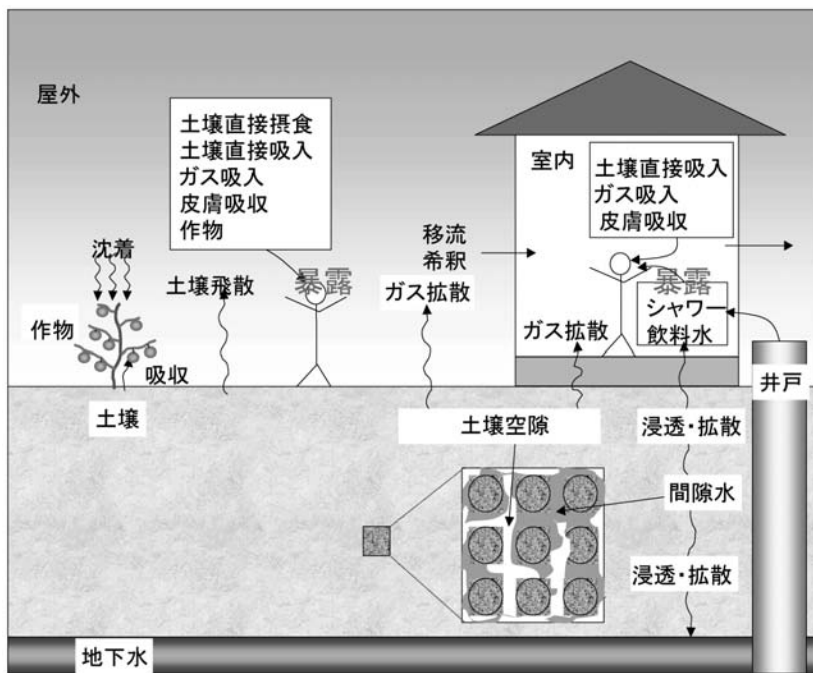 屋外
土壌直接摂食
土壌直接吸入
ガス吸入
皮膚吸収
作物
室内
土壌直接吸入
ガス吸入
皮膚吸収
移流
希釈
沈着
土壌飛散
暴露
ガス拡散
暴露
シャワー
飲料水
作物
吸収
ガス拡散
井戸
土壌
土壌空隙
浸透・拡散
間隙水
浸透・拡散
地下水